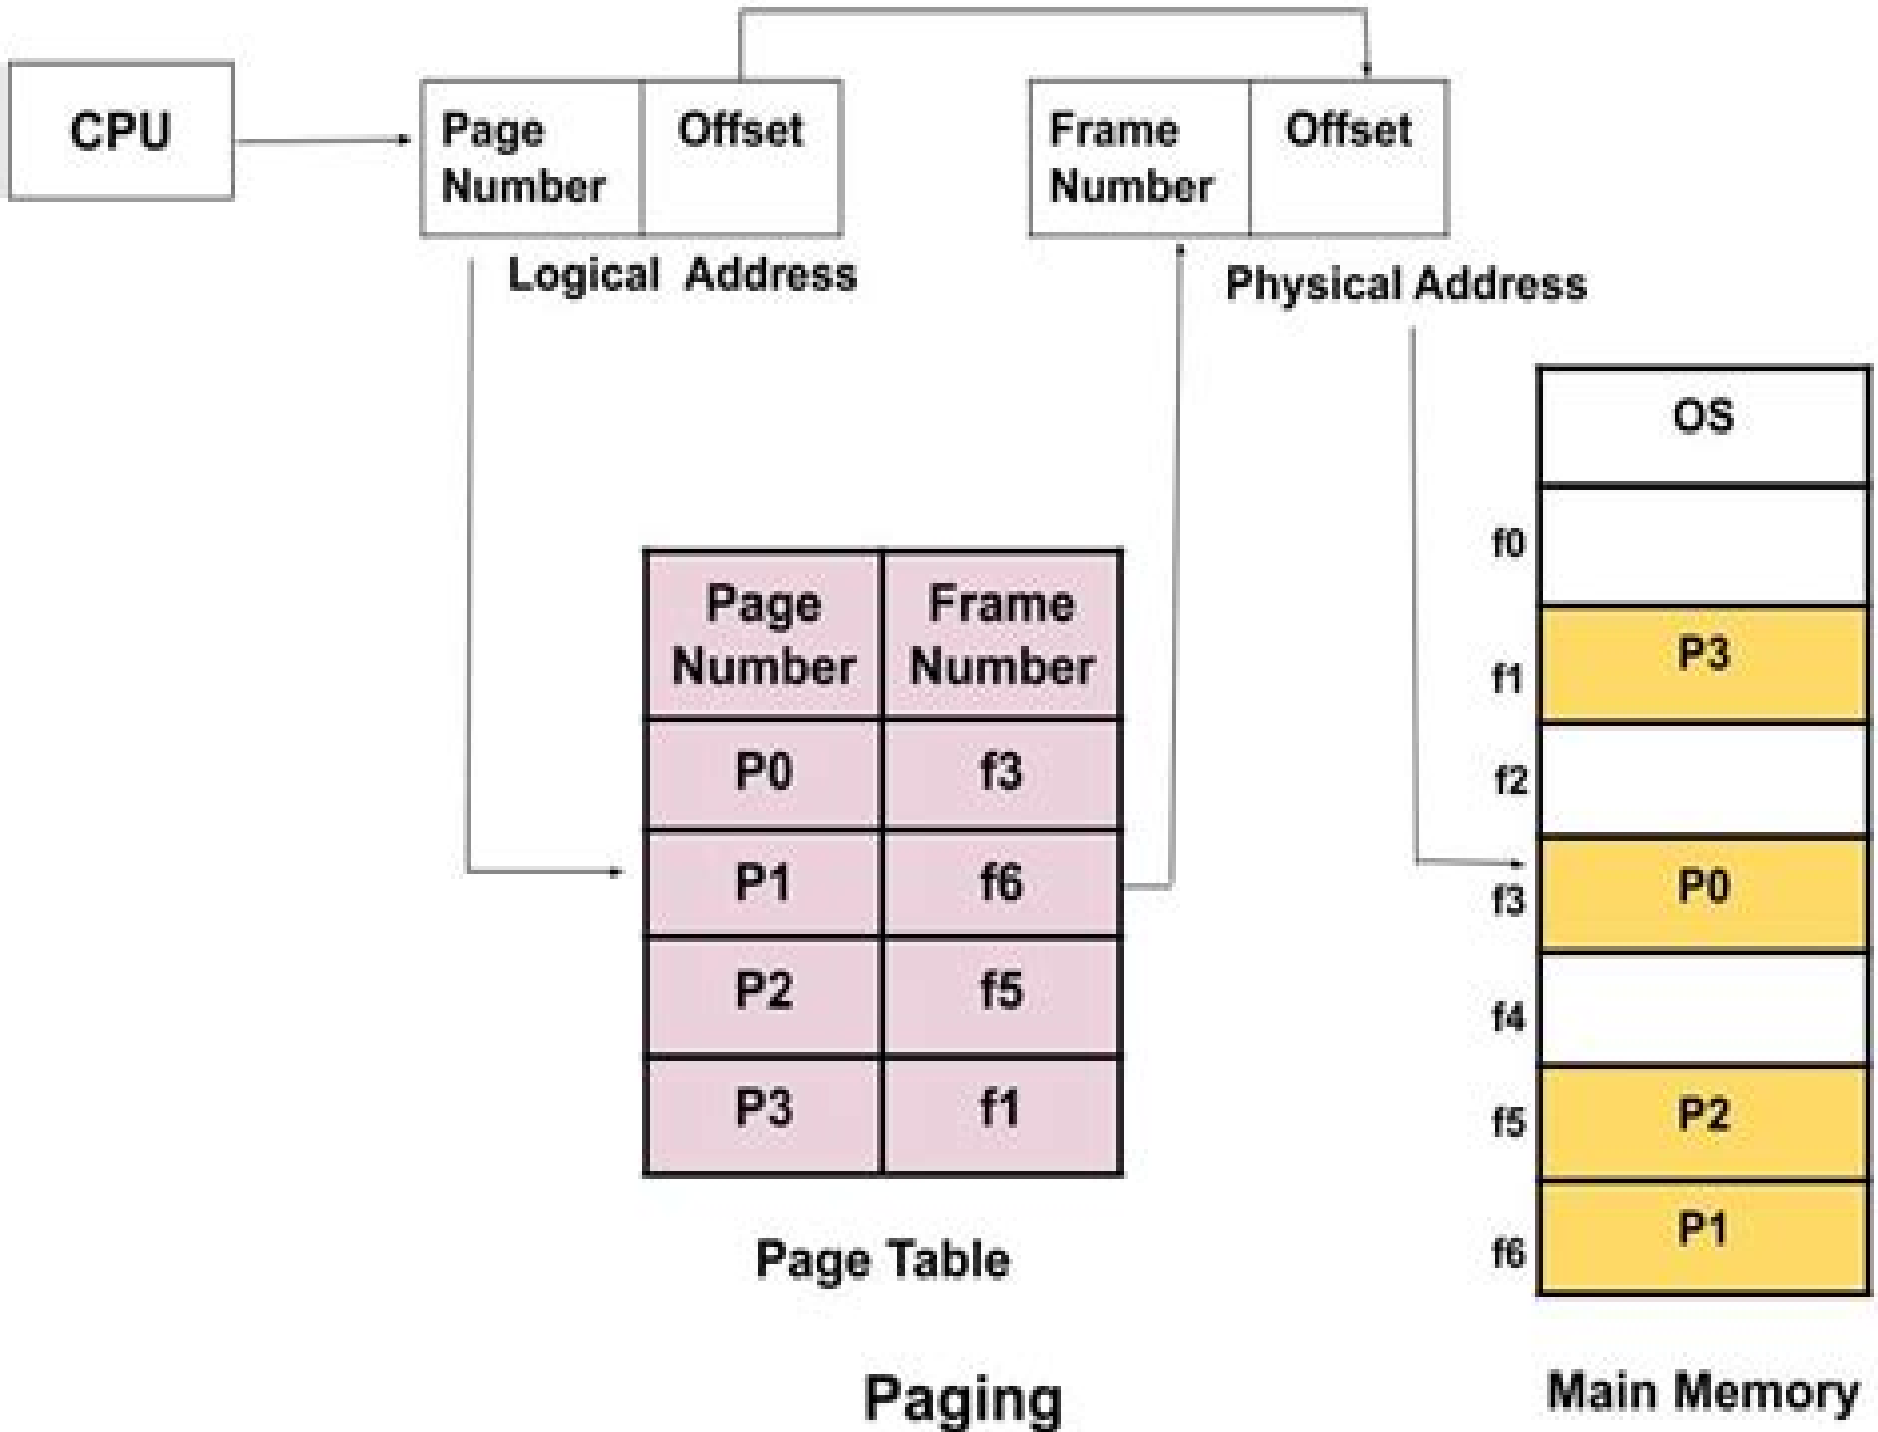 CPU
Page
Number
Offset
Logical Address
Frame
Number
Offset
Physical Address
Page
Number
Frame
Number
P0 f3
P1 f6
P2 f5
P3 f1
Page Table
OS
f0
f1 P3
f2
f3 P0
f4
f5 P2
f6 P1
Main Memory
Paging